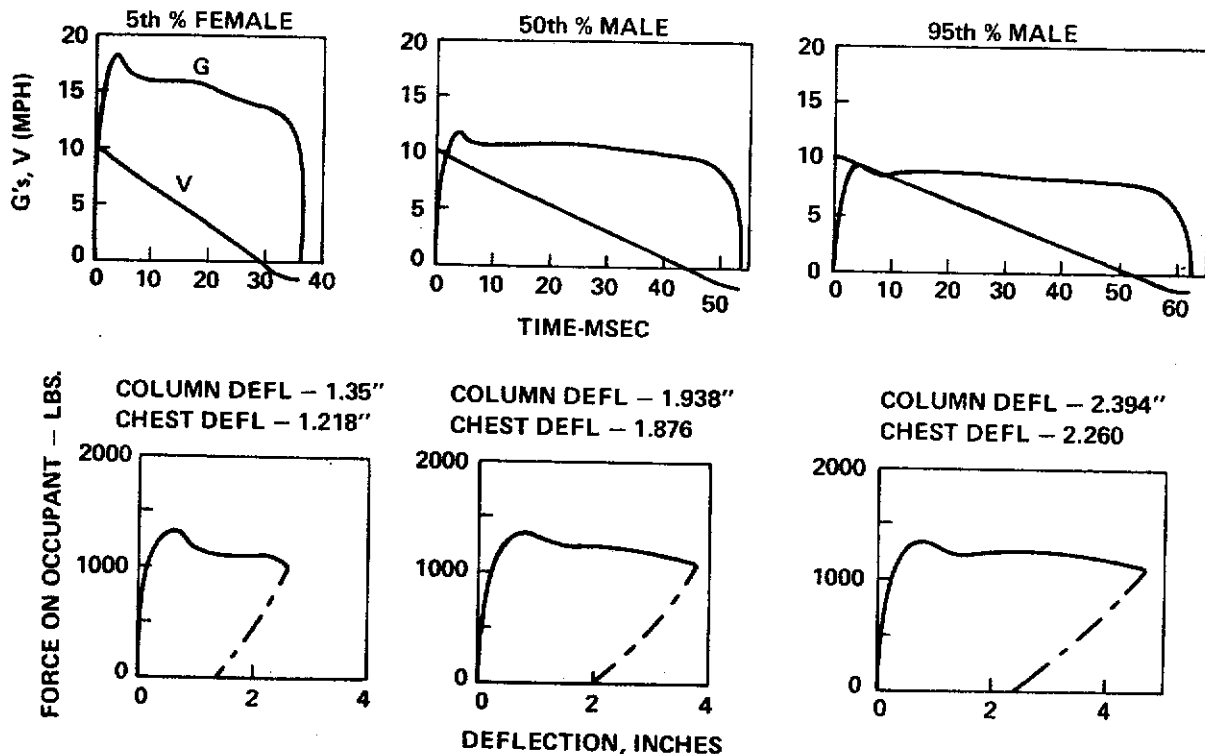 5th % FEMALE
50th % MALE
95th % MALE
G's, V (MPH)
20
15
10
5
0
G
V
0 10 20 30 40
20
15
10
5
0
0 10 20 30 40 50
20
15
10
5
0
0 10 20 30 40 50 60
TIME-MSEC
COLUMN DEFL – 1.35"
CHEST DEFL – 1.218"
COLUMN DEFL – 1.938"
CHEST DEFL – 1.876
COLUMN DEFL – 2.394"
CHEST DEFL – 2.260
FORCE ON OCCUPANT – LBS.
2000
1000
0
0 2 4
2000
1000
0
0 2 4
2000
1000
0
0 2 4
DEFLECTION, INCHES